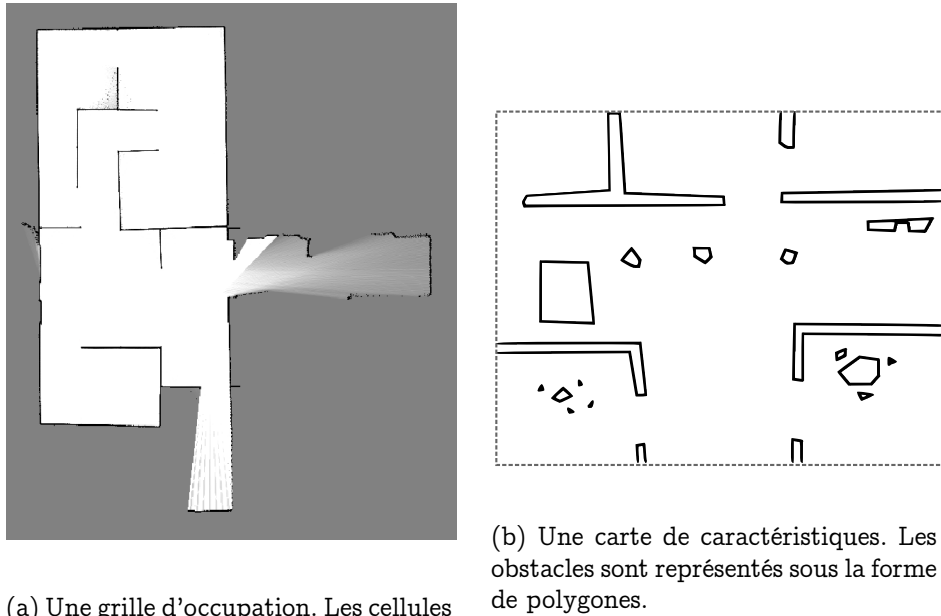 (b) Une carte de caractéristiques. Les
obstacles sont représentés sous la forme
de polygones.
(a) Une grille d'occupation. Les cellules